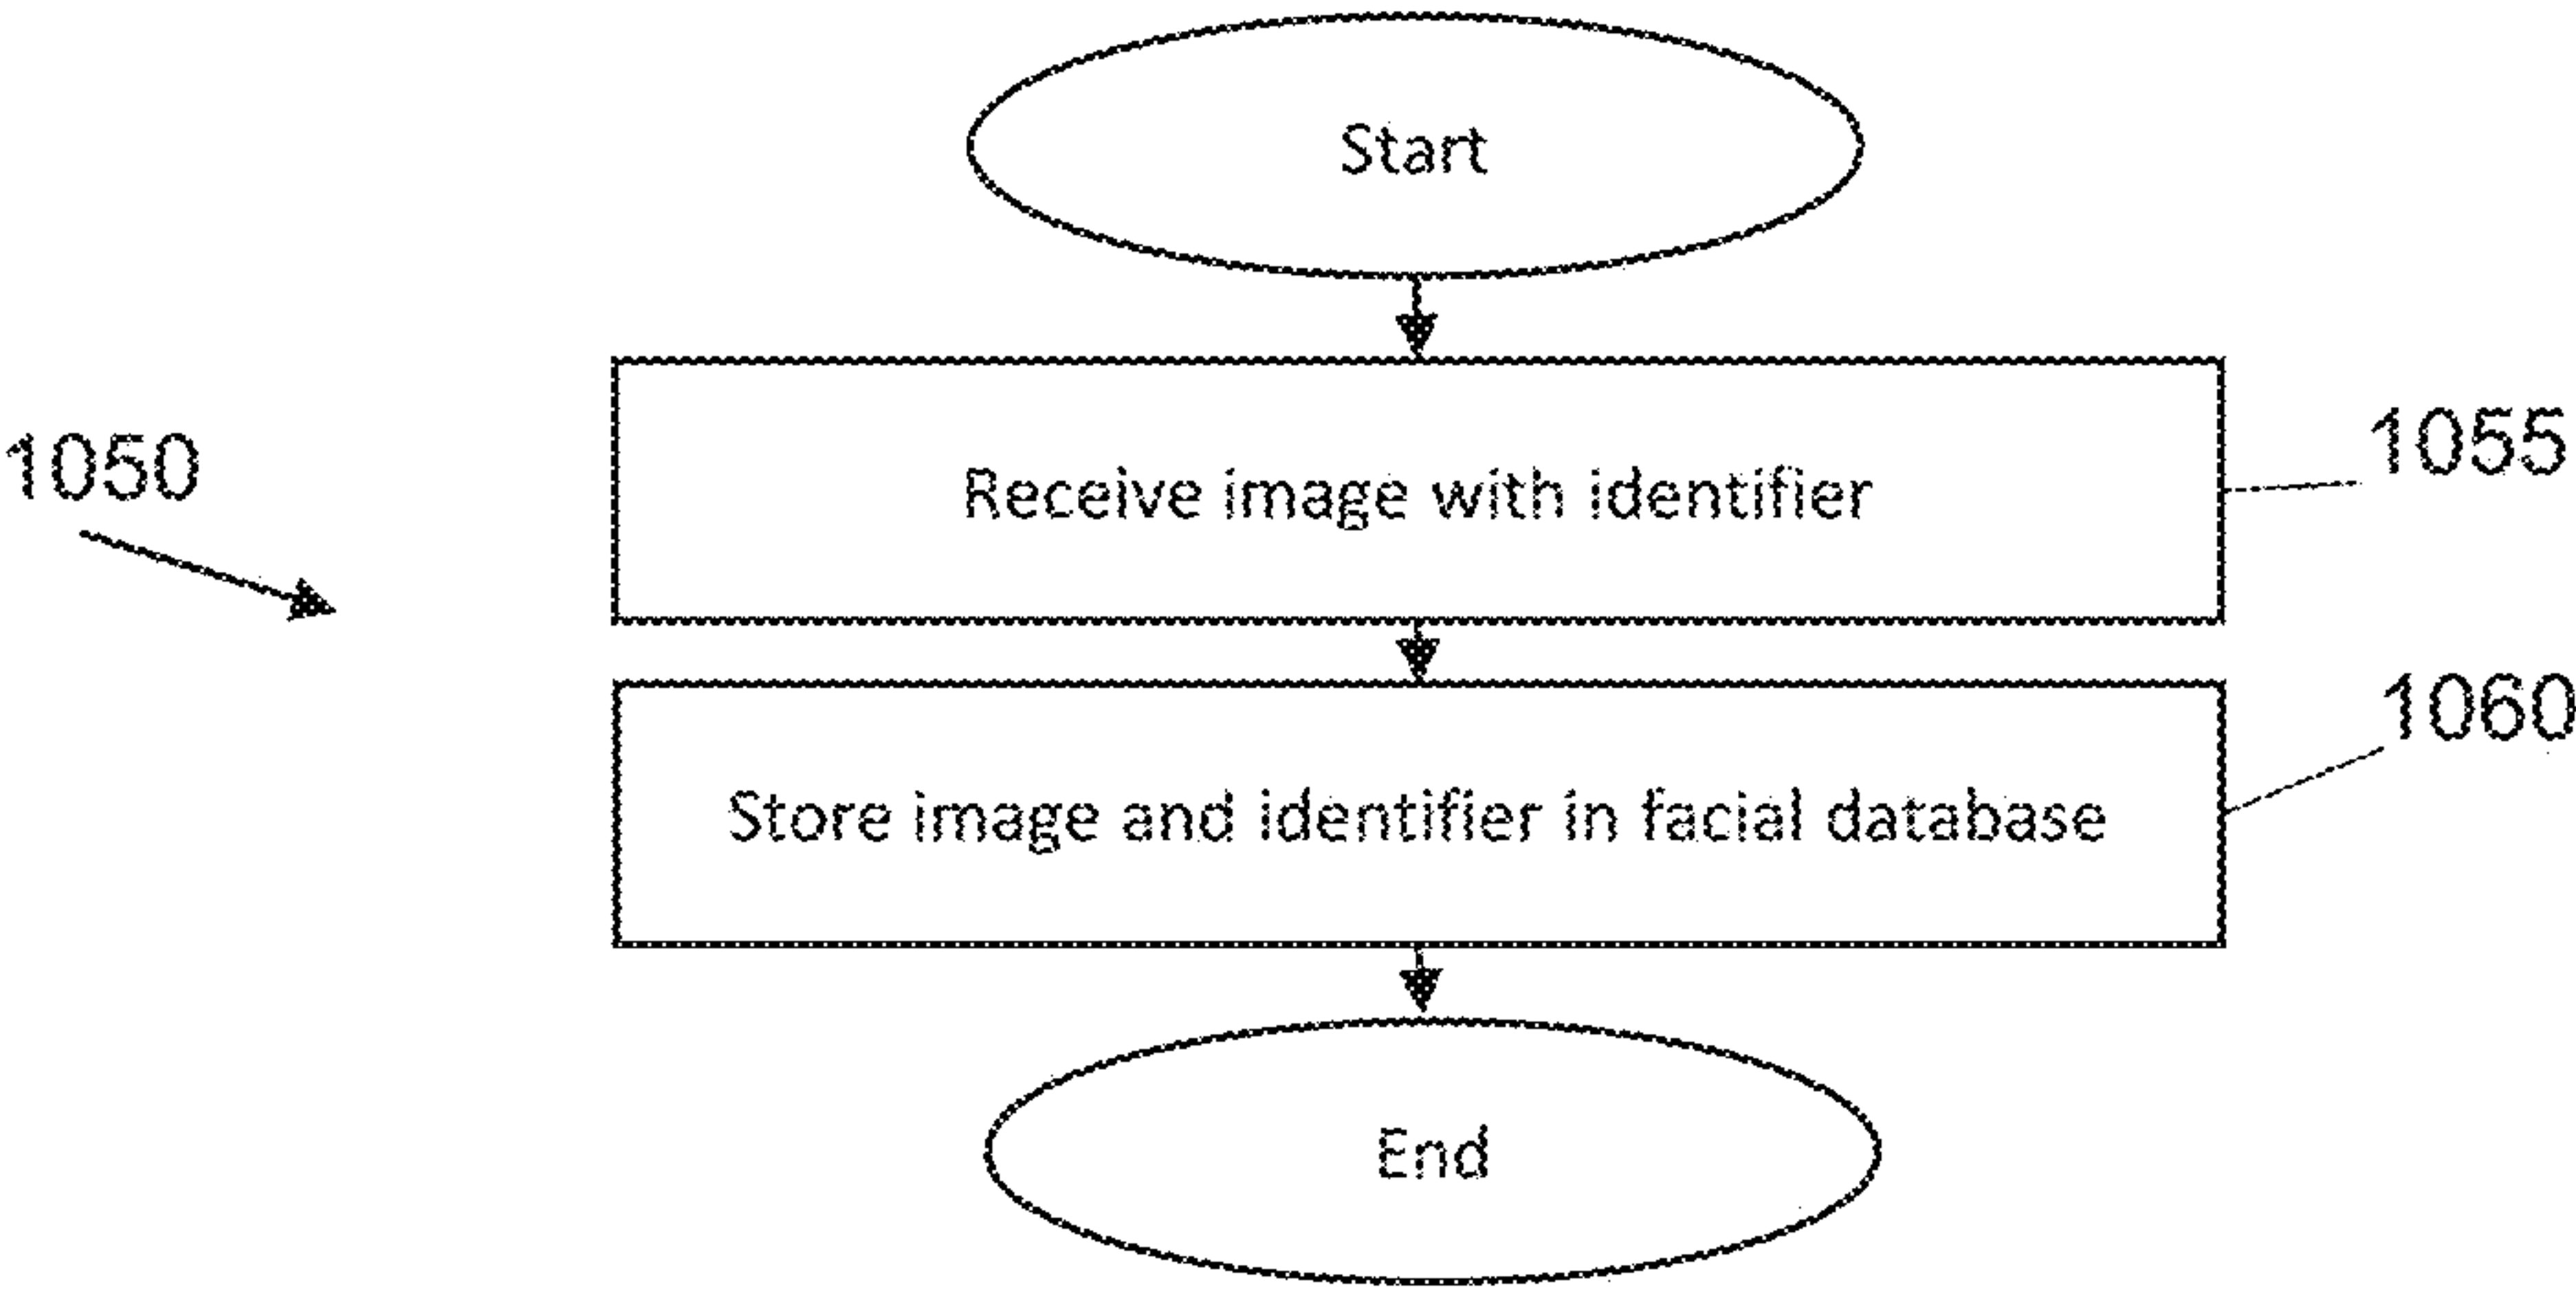 Start
1050
Receive image with identifier
1055
Store image and identifier in facial database
1060
End